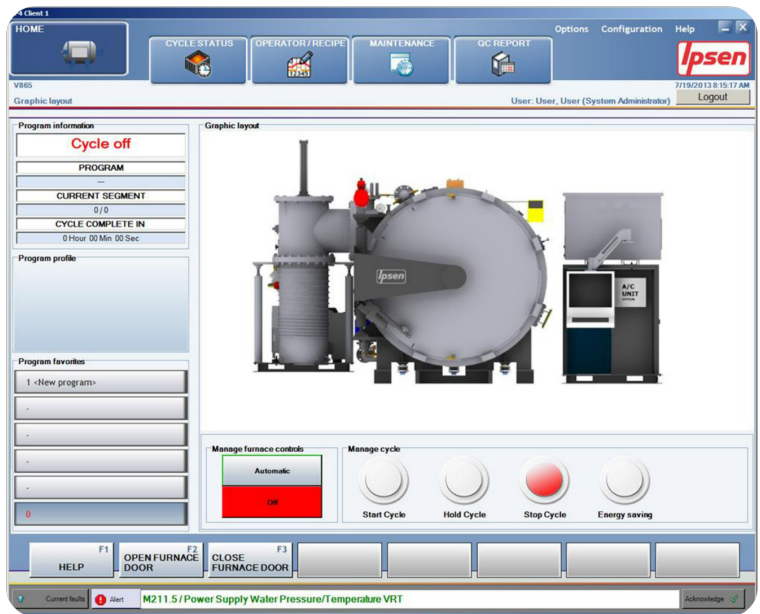 F4 Client 1
HOME
CYCLE STATUS
OPERATOR / RECIPE
MAINTENANCE
QC REPORT
Options Configuration Help
Ipsen
V865
7/19/2013 8:15:17 AM
Graphic layout
User: User, User (System Administrator)
Logout
Program information
Cycle off
PROGRAM
---
CURRENT SEGMENT
0 / 0
CYCLE COMPLETE IN
0 Hour 00 Min 00 Sec
Program profile
Program favorites
1 <New program>
-
-
-
-
0
Graphic layout
Ipsen
A/C
UNIT
Manage furnace controls
Automatic
Off
Manage cycle
Start Cycle
Hold Cycle
Stop Cycle
Energy saving
F1
HELP
F2
OPEN FURNACE
DOOR
F3
CLOSE
FURNACE DOOR
Current faults
Alert
M211.5 / Power Supply Water Pressure/Temperature VRT
Acknowledge